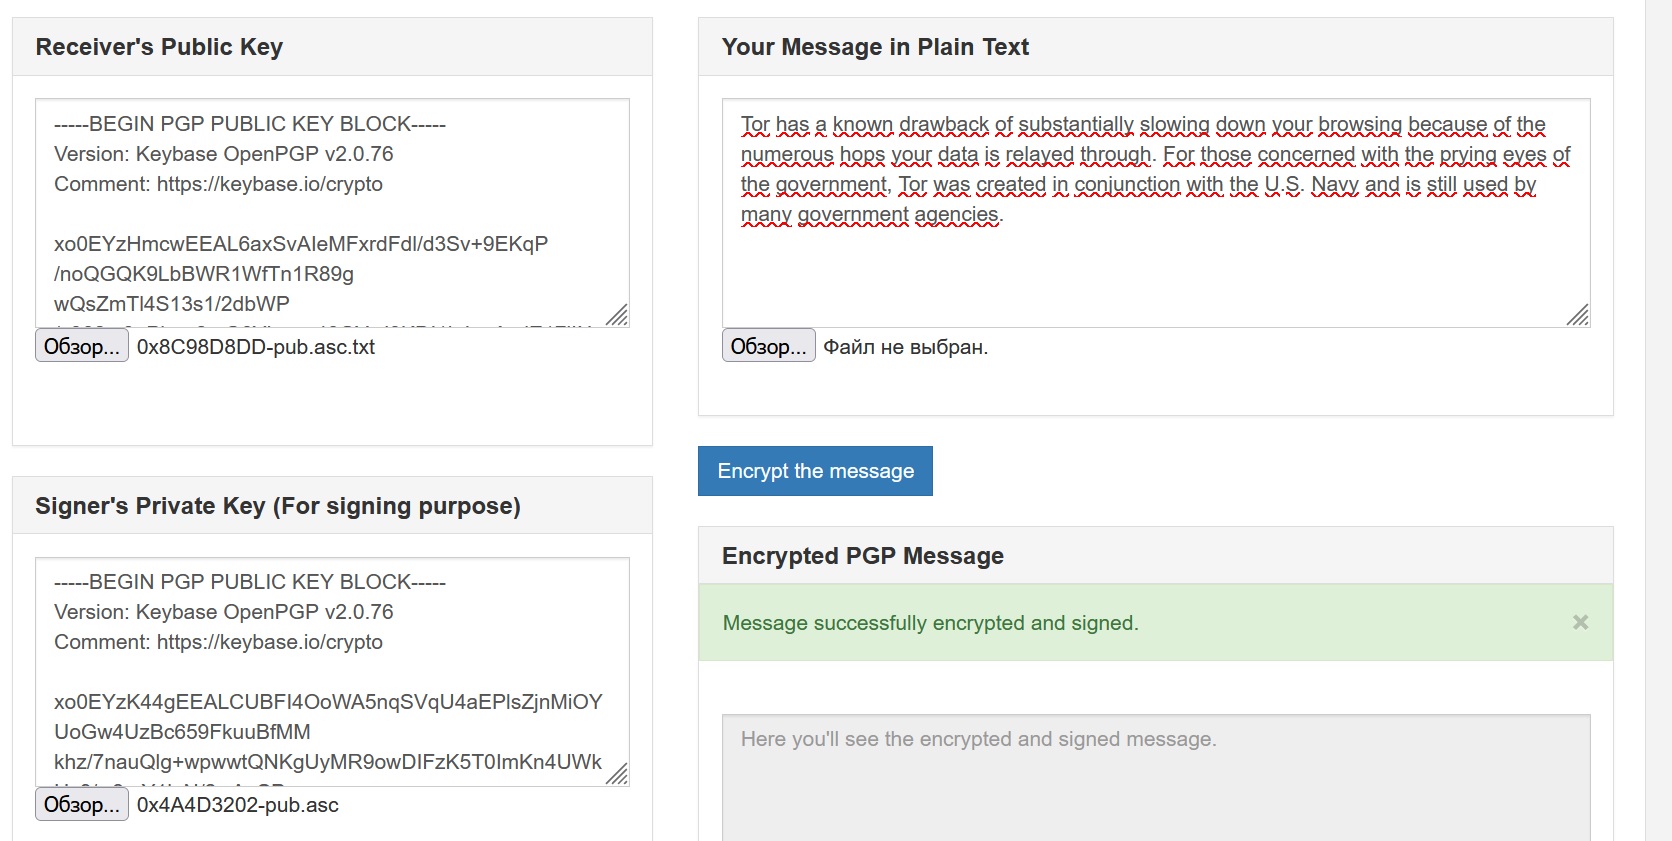 Receiver's Public Key
-----BEGIN PGP PUBLIC KEY BLOCK-----
Version: Keybase OpenPGP v2.0.76
Comment: https://keybase.io/crypto
xo0EYzHmcwEEAL6axSvAIeMFxrdFdl/d3Sv+9EKqP
/noQGQK9LbBWR1WfTn1R89g
wQsZmTl4S13s1/2dbWP
Обзор... 0x8C98D8DD-pub.asc.txt
Signer's Private Key (For signing purpose)
-----BEGIN PGP PUBLIC KEY BLOCK-----
Version: Keybase OpenPGP v2.0.76
Comment: https://keybase.io/crypto
xo0EYzK44gEEALCUBFI4OoWA5nqSVqU4aEPlsZjnMiOY
UoGw4UzBc659FkuuBfMM
khz/7nauQlg+wpwwtQNKgUyMR9owDIFzK5T0ImKn4UWk
Обзор... 0x4A4D3202-pub.asc
Your Message in Plain Text
Tor has a known drawback of substantially slowing down your browsing because of the
numerous hops your data is relayed through. For those concerned with the prying eyes of
the government, Tor was created in conjunction with the U.S. Navy and is still used by
many government agencies.
Обзор... Файл не выбран.
Encrypt the message
Encrypted PGP Message
Message successfully encrypted and signed.
×
Here you'll see the encrypted and signed message.